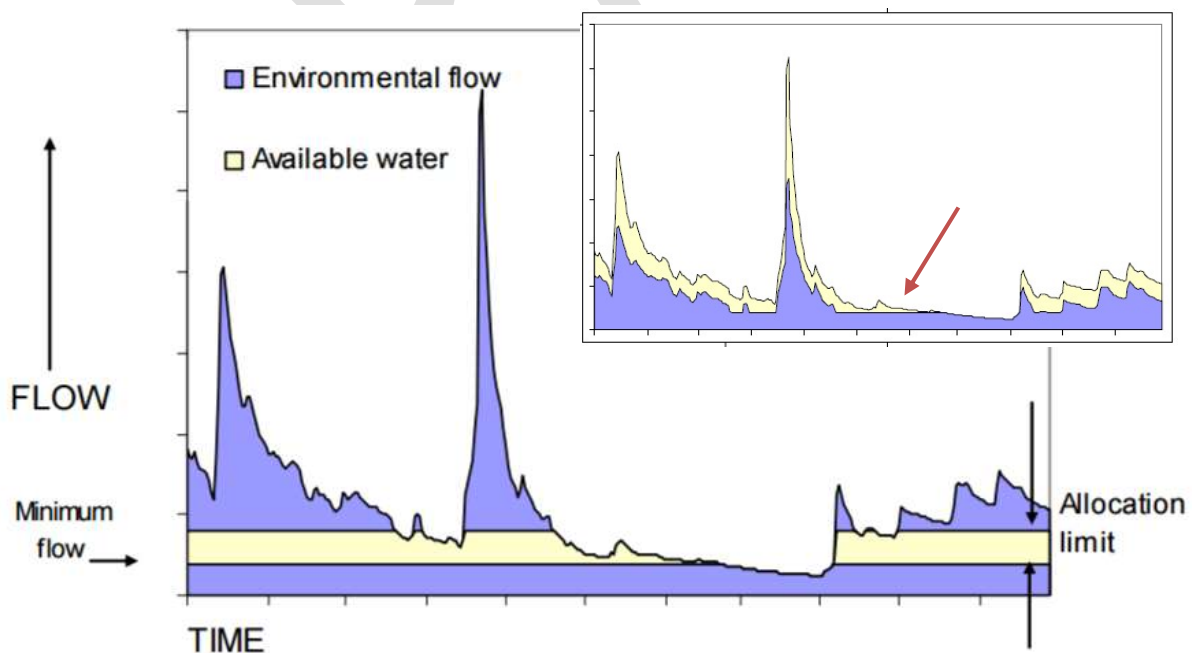 Environmental flow
Available water
FLOW
Minimum
flow
Allocation
limit
TIME